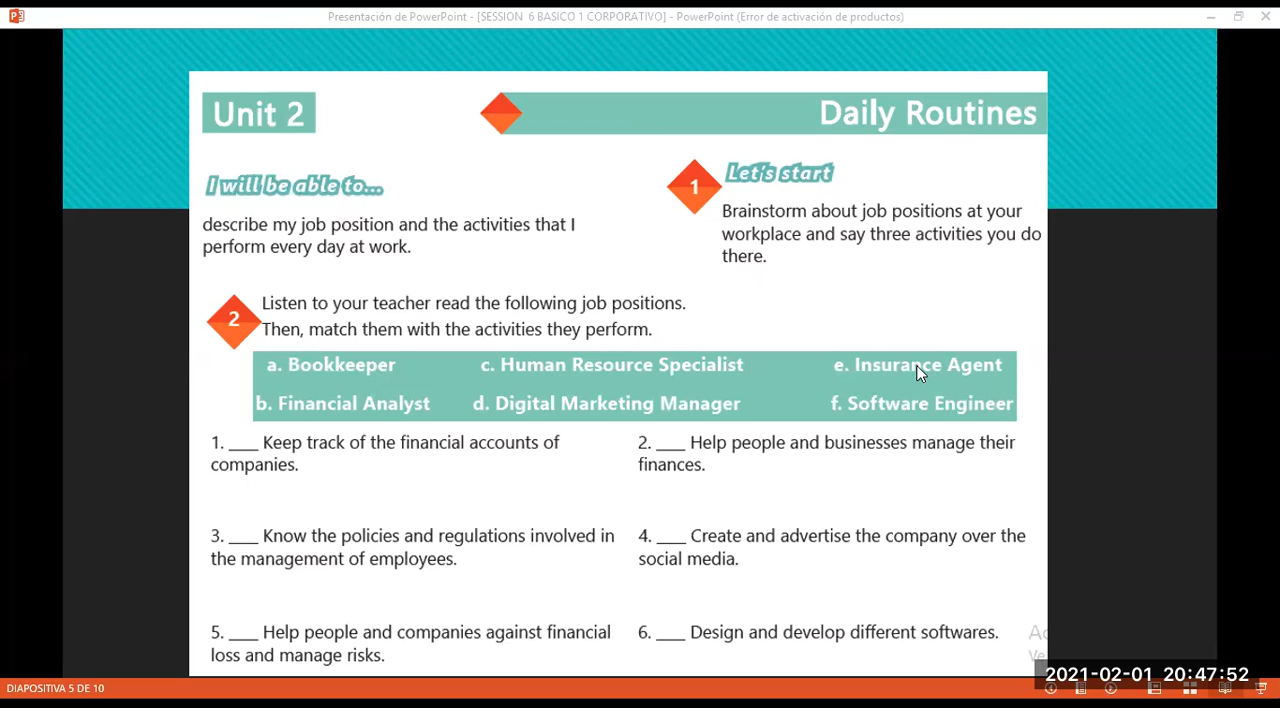 Presentación de PowerPoint - [SESSION  6 BASICO 1 CORPORATIVO] - PowerPoint (Error de activación de productos)
Unit 2
Daily Routines
I will be able to...
describe my job position and the activities that I
perform every day at work.
1
Let's start
Brainstorm about job positions at your
workplace and say three activities you do
there.
2
Listen to your teacher read the following job positions.
Then, match them with the activities they perform.
a. Bookkeeper
c. Human Resource Specialist
e. Insurance Agent
b. Financial Analyst
d. Digital Marketing Manager
f. Software Engineer
1. ___ Keep track of the financial accounts of
companies.
2. ___ Help people and businesses manage their
finances.
3. ___ Know the policies and regulations involved in
the management of employees.
4. ___ Create and advertise the company over the
social media.
5. ___ Help people and companies against financial
loss and manage risks.
6. ___ Design and develop different softwares.
2021-02-01 20:47:52
DIAPOSITIVA 5 DE 10